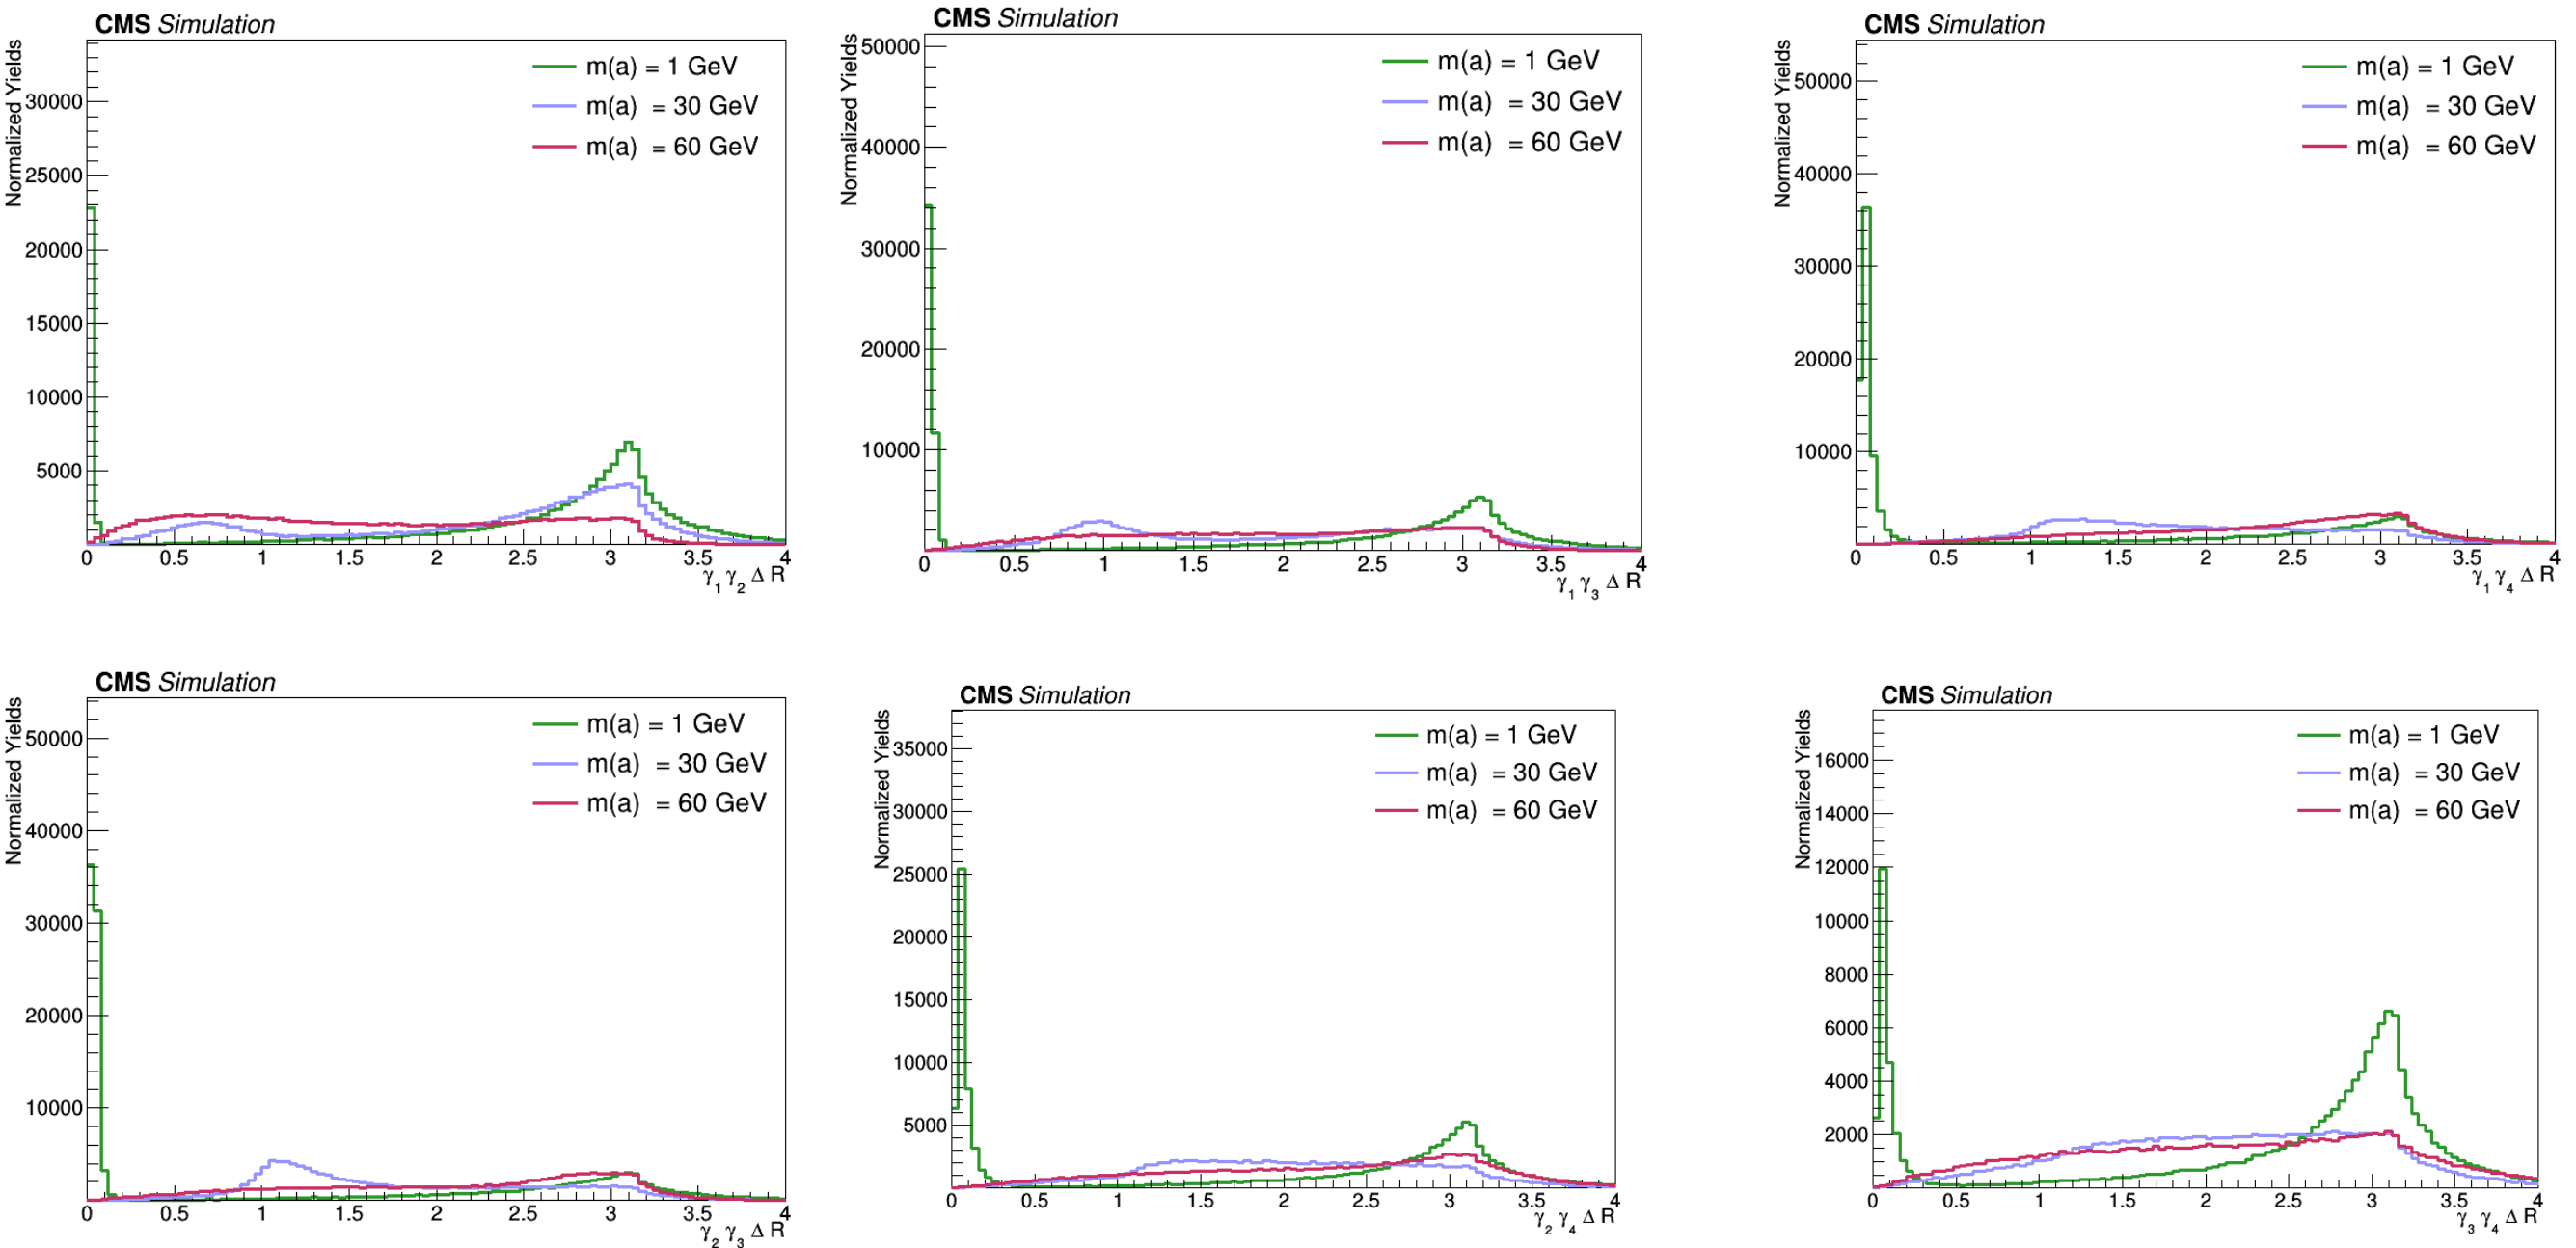 CMS Simulation
Normalized Yields
m(a) = 1 GeV
m(a) = 30 GeV
m(a) = 60 GeV
30000
25000
20000
15000
10000
5000
0 0.5 1 1.5 2 2.5 3 3.5 4
γ1 γ2 Δ R
CMS Simulation
Normalized Yields
m(a) = 1 GeV
m(a) = 30 GeV
m(a) = 60 GeV
50000
40000
30000
20000
10000
0 0.5 1 1.5 2 2.5 3 3.5 4
γ1 γ3 Δ R
CMS Simulation
Normalized Yields
m(a) = 1 GeV
m(a) = 30 GeV
m(a) = 60 GeV
50000
40000
30000
20000
10000
0 0.5 1 1.5 2 2.5 3 3.5 4
γ1 γ4 Δ R
CMS Simulation
Normalized Yields
m(a) = 1 GeV
m(a) = 30 GeV
m(a) = 60 GeV
50000
40000
30000
20000
10000
0 0.5 1 1.5 2 2.5 3 3.5 4
γ2 γ3 Δ R
CMS Simulation
Normalized Yields
m(a) = 1 GeV
m(a) = 30 GeV
m(a) = 60 GeV
35000
30000
25000
20000
15000
10000
5000
0 0.5 1 1.5 2 2.5 3 3.5 4
γ2 γ4 Δ R
CMS Simulation
Normalized Yields
m(a) = 1 GeV
m(a) = 30 GeV
m(a) = 60 GeV
16000
14000
12000
10000
8000
6000
4000
2000
0 0.5 1 1.5 2 2.5 3 3.5 4
γ3 γ4 Δ R